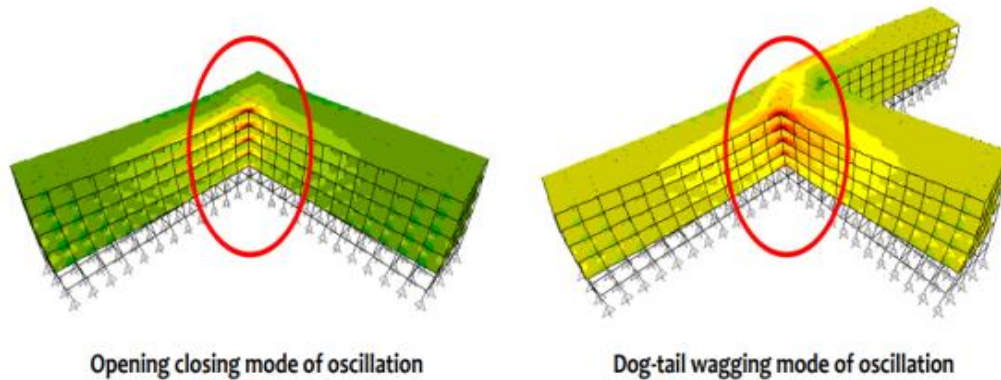 Opening closing mode of oscillation
Dog-tail wagging mode of oscillation